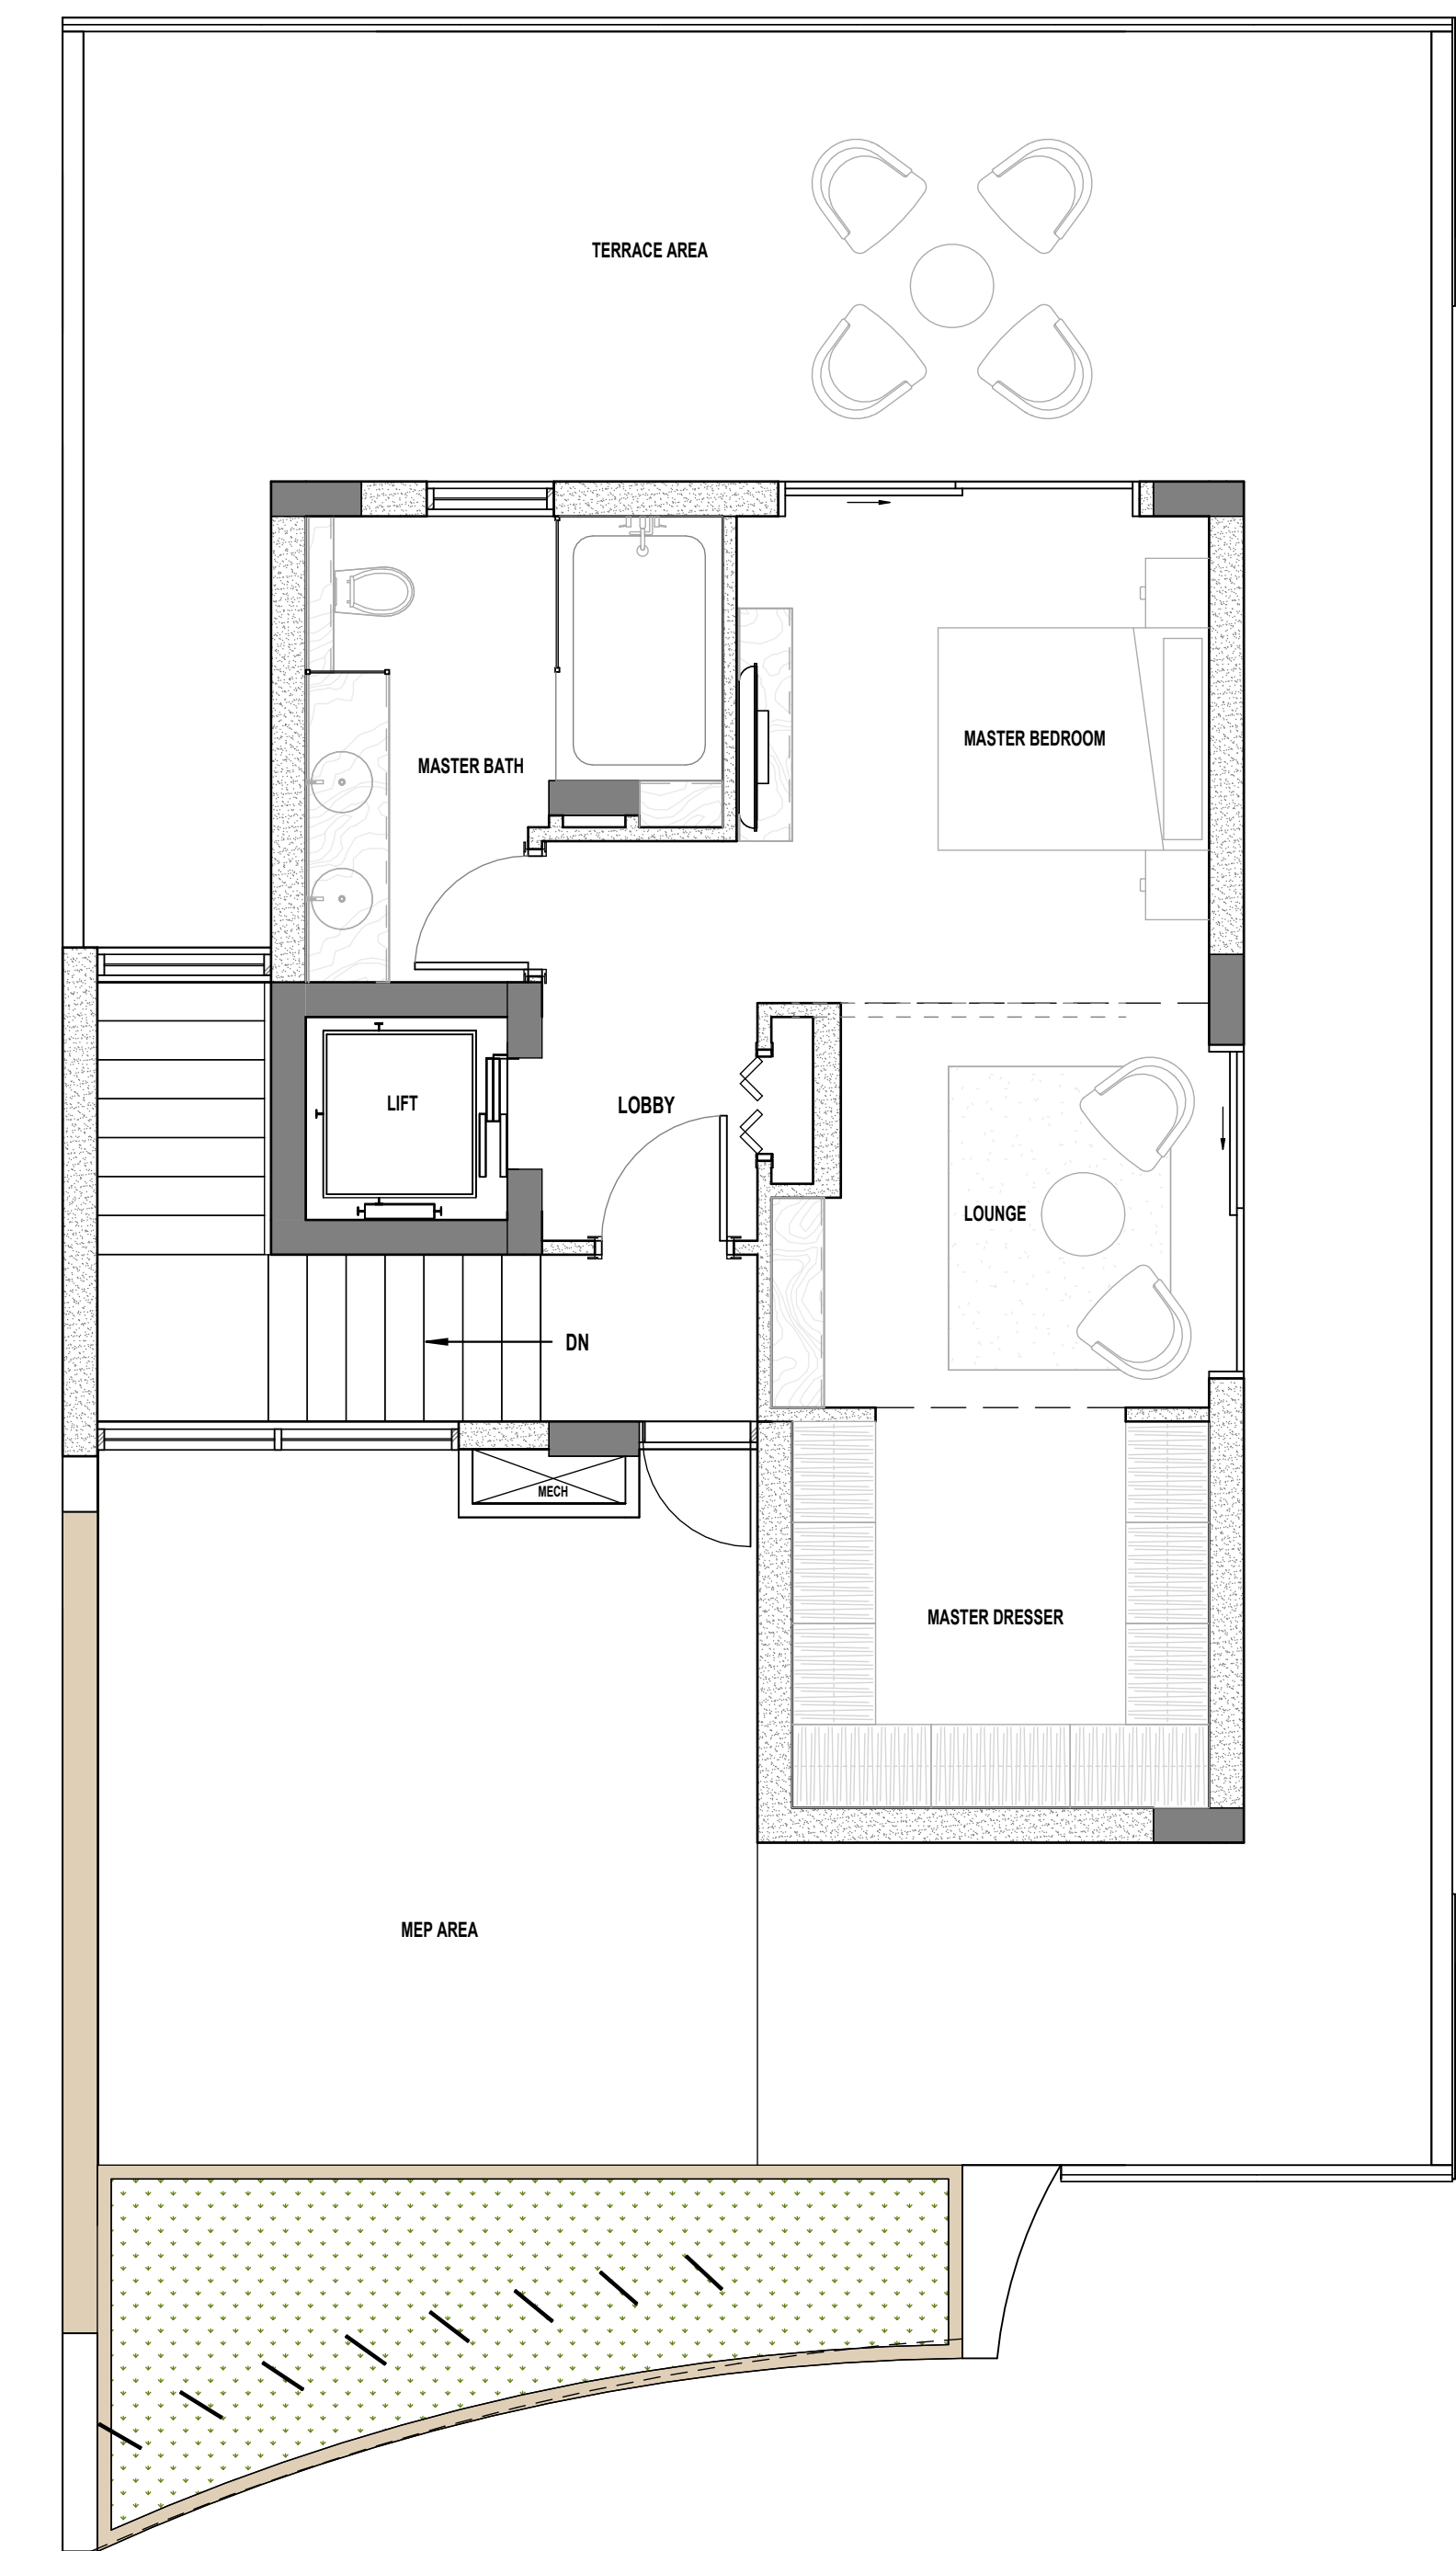 TERRACE AREA
MASTER BEDROOM
MASTER BATH
LIFT
LOBBY
LOUNGE
DN
MECH
MASTER DRESSER
MEP AREA